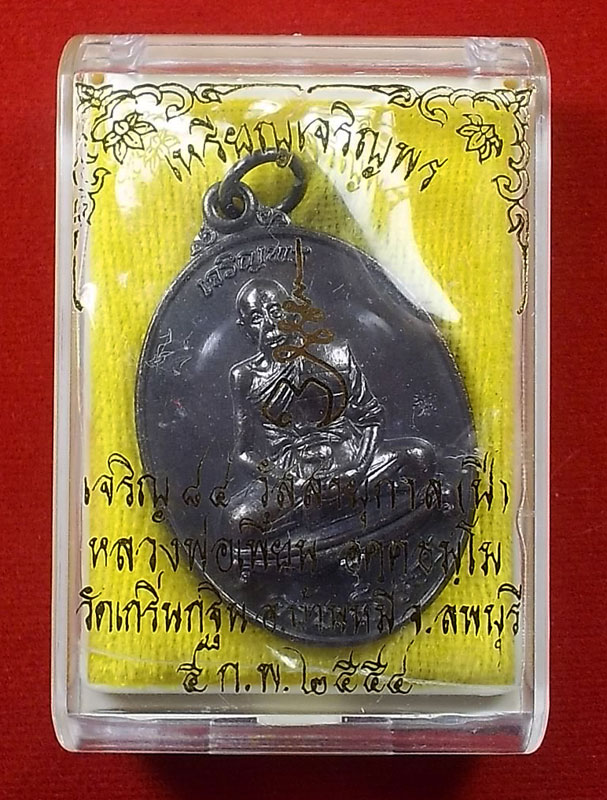 เหรียญเจริญพร
เจริญพร
เจริญ ๘๔ วัสสายุกาล (ปี)
หลวงพ่อเพี้ยน อคฺคธมฺโม
วัดเกริ่นกฐิน อ.บ้านหมี่ จ.ลพบุรี
๕ ก.พ. ๒๕๕๔